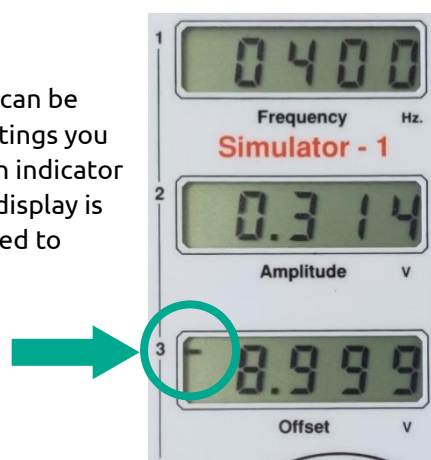 1
0400
can be
Frequency Hz.
tings you
Simulator - 1
n indicator
2
display is
0.314
ed to
Amplitude V
3
- 8.999
Offset V